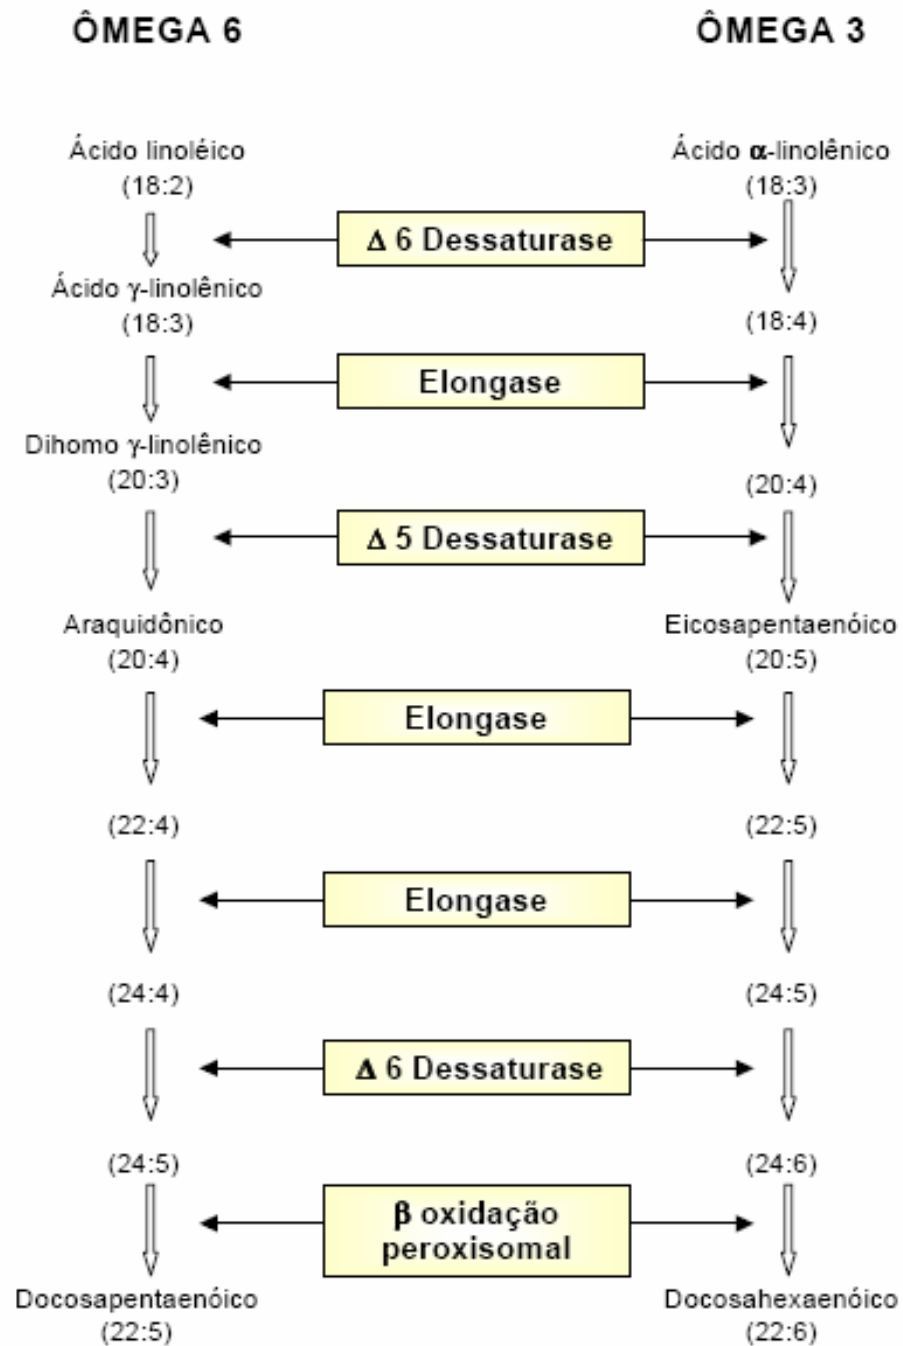 ÔMEGA 6
ÔMEGA 3
Ácido linoléico
(18:2)
Ácido α-linolênico
(18:3)
Δ 6 Dessaturase
Ácido γ-linolênico
(18:3)
(18:4)
Elongase
Dihomo γ-linolênico
(20:3)
(20:4)
Δ 5 Dessaturase
Araquidônico
(20:4)
Eicosapentaenóico
(20:5)
Elongase
(22:4)
(22:5)
Elongase
(24:4)
(24:5)
Δ 6 Dessaturase
(24:5)
(24:6)
β oxidação
peroxisomal
Docosapentaenóico
(22:5)
Docosahexaenóico
(22:6)